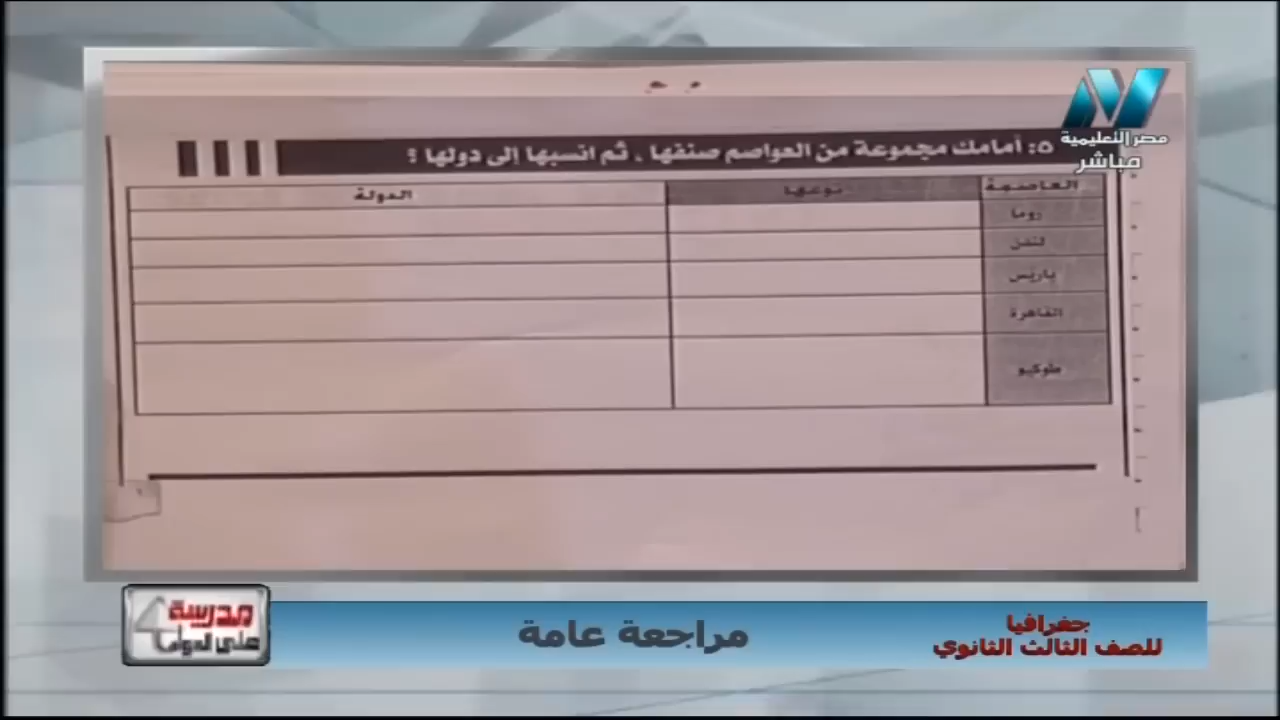 مصر التعليمية
مباشر
٥: أمامك مجموعة من العواصم صنفها ، ثم انسبها إلى دولها ؟
العاصمة نوعها الدولة
روما
لندن
باريس
القاهرة
طوكيو
جغرافيا
للصف الثالث الثانوي
مراجعة عامة
مدرسة
على الهواء